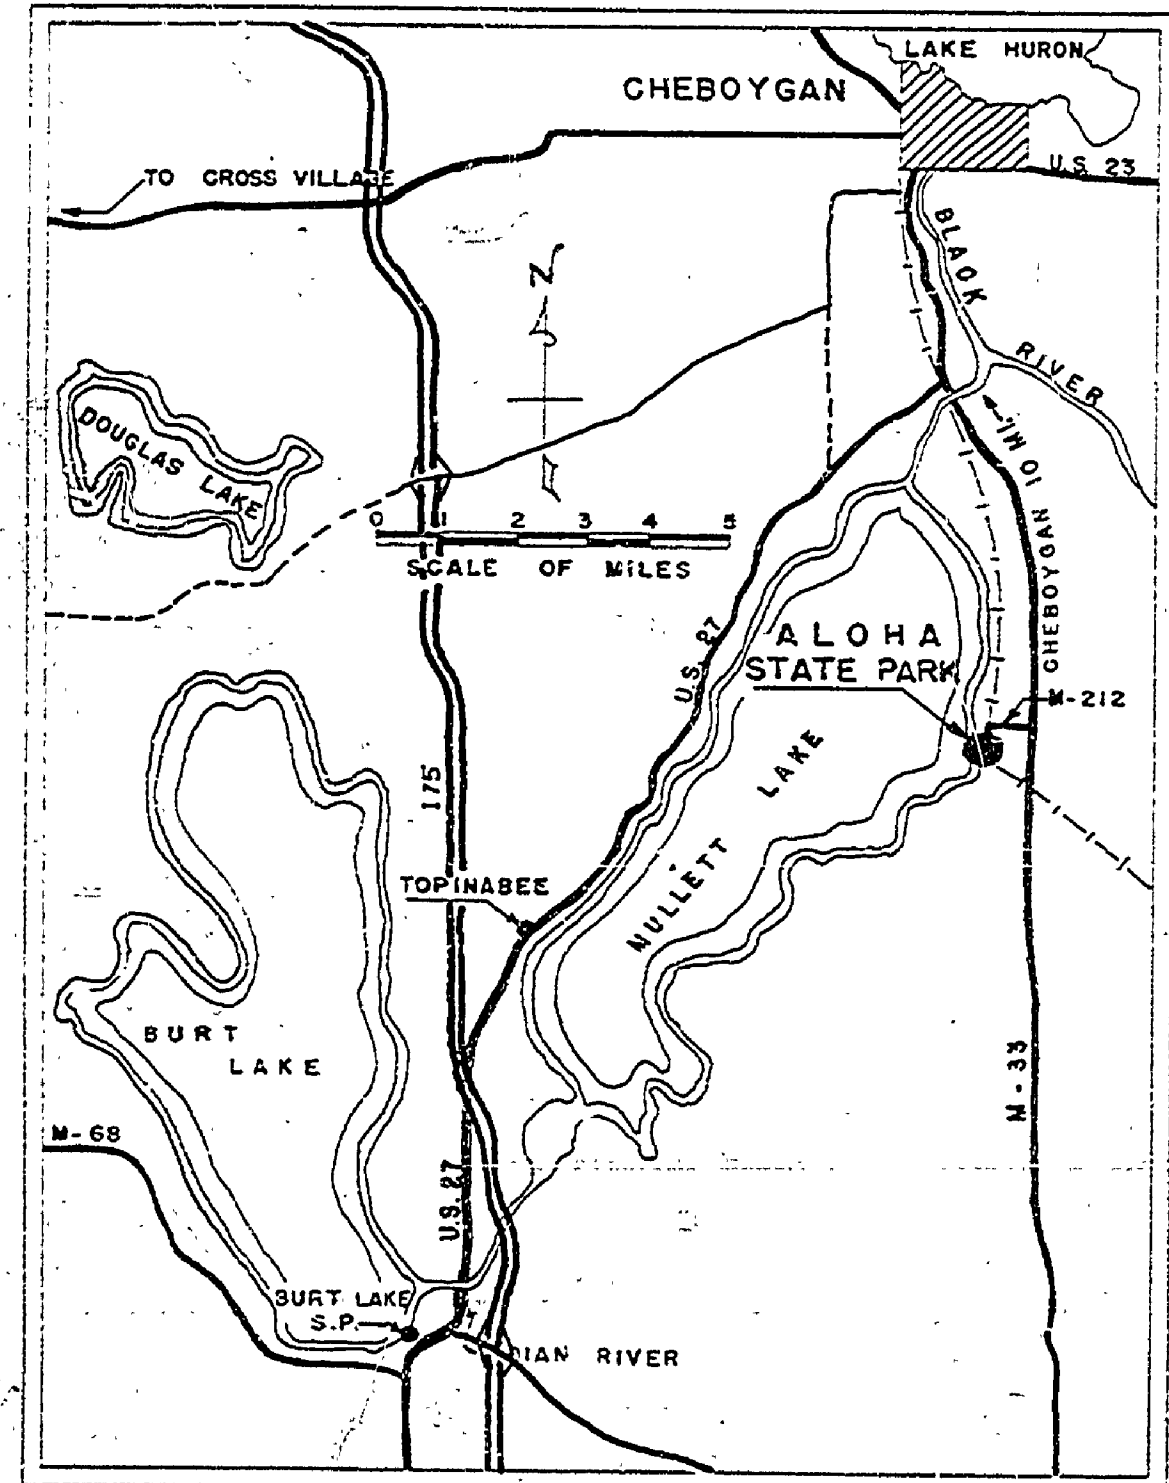 LAKE HURON
CHEBOYGAN
U.S. 23
TO CROSS VILLAGE
BLACK
RIVER
N
DOUGLAS
LAKE
0 1 2 3 4 5
SCALE OF MILES
CHEBOYGAN 10 MI.
U.S. 27
ALOHA
STATE PARK
M-212
MULLETT LAKE
175
TOPINABEE
BURT
LAKE
M-33
M-68
U.S. 27
BURT LAKE
S.P.
DIAN RIVER